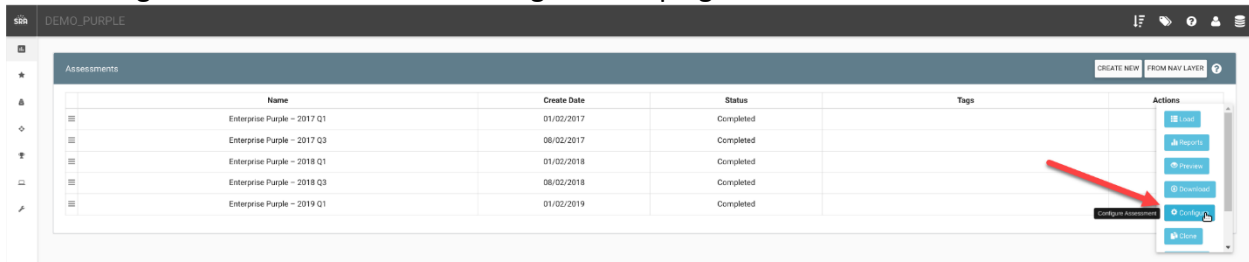 SRA DEMO_PURPLE
Assessments CREATE NEW FROM NAV LAYER
Name Create Date Status Tags Actions
Enterprise Purple – 2017 Q1 01/02/2017 Completed
Load
Enterprise Purple – 2017 Q3 08/02/2017 Completed
Reports
Enterprise Purple – 2018 Q1 01/02/2018 Completed
Preview
Enterprise Purple – 2018 Q3 08/02/2018 Completed
Download
Enterprise Purple – 2019 Q1 01/02/2019 Completed
Configure Assessment Configure
Clone